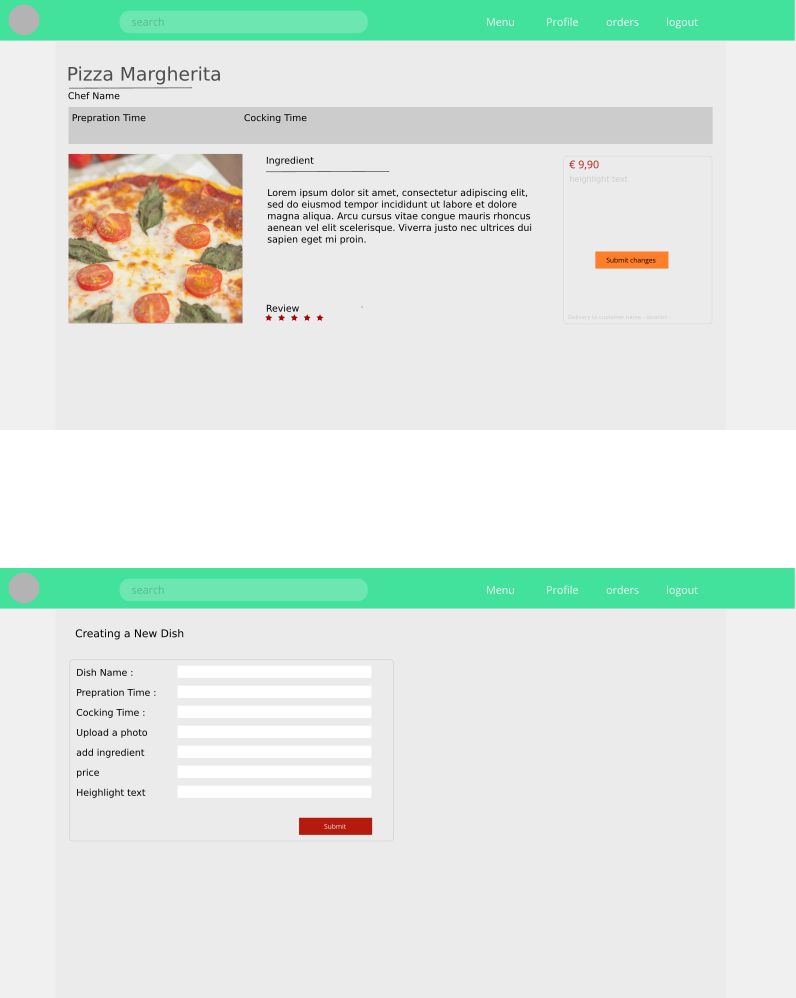 search Menu Profile orders logout
Pizza Margherita
Chef Name
Prepration Time Cocking Time
Ingredient
€ 9,90
heighlight text
Lorem ipsum dolor sit amet, consectetur adipiscing elit,
sed do eiusmod tempor incididunt ut labore et dolore
magna aliqua. Arcu cursus vitae congue mauris rhoncus
aenean vel elit scelerisque. Viverra justo nec ultrices dui
sapien eget mi proin.
Submit changes
Review
Delivery to customer name -
search Menu Profile orders logout
Creating a New Dish
Dish Name :
Prepration Time :
Cocking Time :
Upload a photo
add ingredient
price
Heighlight text
Submit